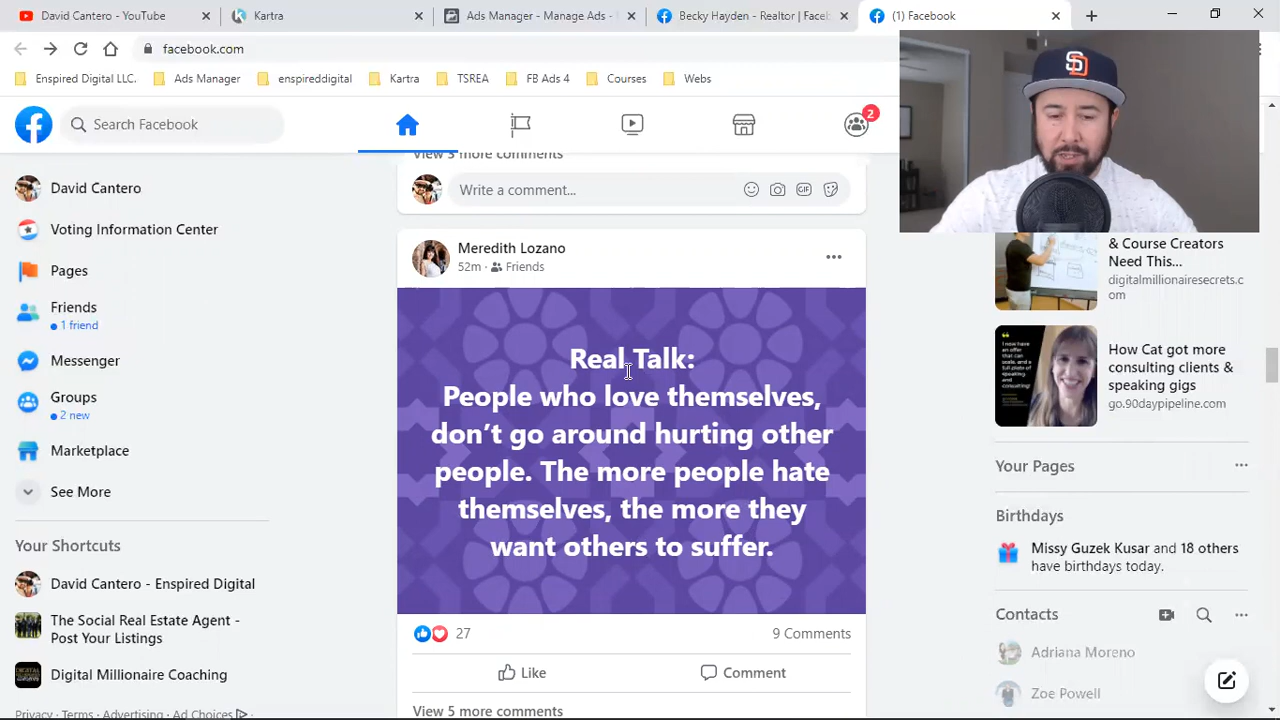 David Cantero - YouTube
Kartra
Ads Manager - Manage Ads -
Becky Hayden - Realtor | Faceb
(1) Facebook
facebook.com
Enspired Digital LLC.
Ads Manager
enspireddigital
Kartra
TSREA
FB Ads 4
Courses
Webs
Search Facebook
2
SD
David Cantero
Voting Information Center
Pages
Friends
1 friend
Messenger
Groups
2 new
Marketplace
See More
Your Shortcuts
David Cantero - Enspired Digital
The Social Real Estate Agent -
Post Your Listings
Digital Millionaire Coaching
Privacy · Terms · Advertising · Ad Choices
View 5 more comments
Write a comment...
GIF
Meredith Lozano
52m · Friends
Real Talk:
People who love themselves,
don't go around hurting other
people. The more people hate
themselves, the more they
want others to suffer.
27
9 Comments
Like
Comment
View 5 more comments
& Course Creators
Need This...
digitalmillionairesecrets.c
om
How Cat got more
consulting clients &
speaking gigs
go.90daypipeline.com
Your Pages
Birthdays
Missy Guzek Kusar and 18 others
have birthdays today.
Contacts
Adriana Moreno
Zoe Powell